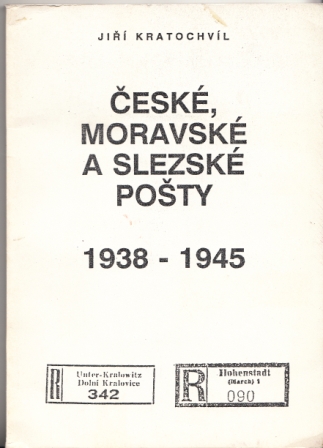 JIŘÍ KRATOCHVÍL
ČESKÉ,
MORAVSKÉ
A SLEZSKÉ
POŠTY
1938 - 1945
R
Unter-Kralowitz
Dolní Kralovice
342
R
Hohenstadt
(March) 1
090